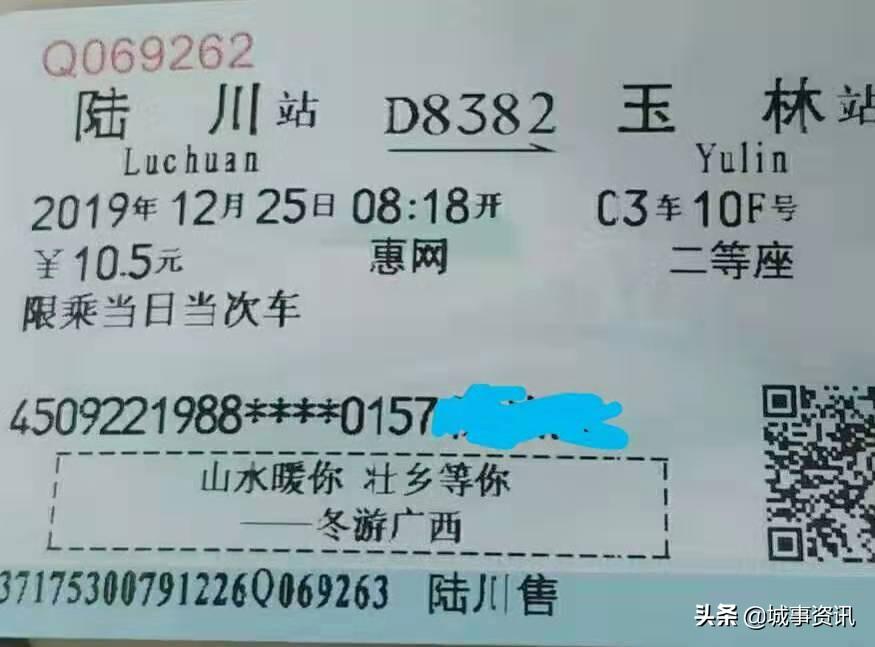 Q069262
陆川站 D8382 玉林站
Luchuan Yulin
2019年12月25日 08:18开 03车10F号
￥10.5元 惠网 二等座
限乘当日当次车
4509221988****0157
山水暖你 壮乡等你
——冬游广西
37175300791226Q069263 陆川售
头条 @城事资讯